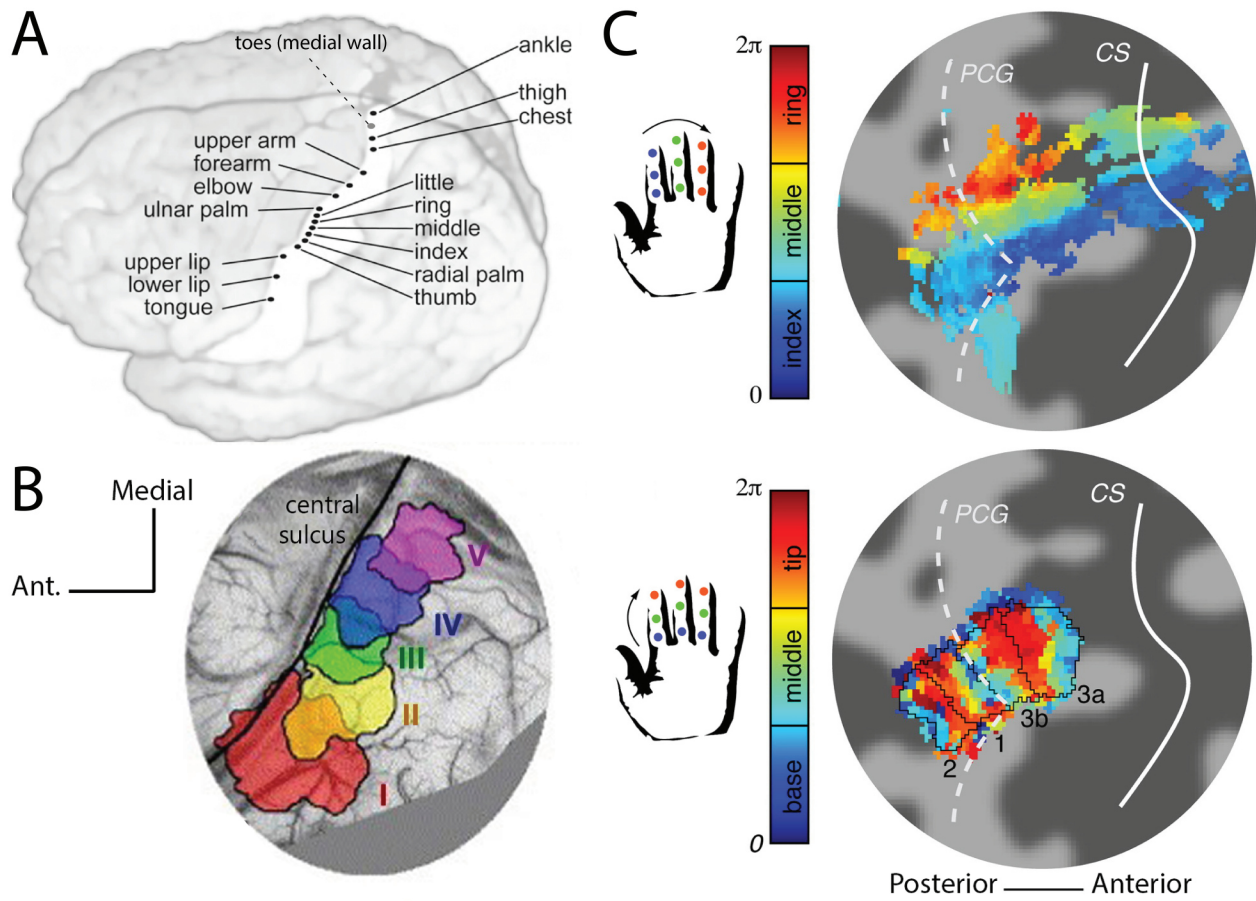 A
toes (medial wall)
ankle
thigh
chest
upper arm
forearm
elbow
ulnar palm
little
ring
middle
index
radial palm
thumb
upper lip
lower lip
tongue
B
Medial
Ant.
central
sulcus
V
IV
III
II
I
C
2π
ring
middle
index
0
PCG
CS
2π
tip
middle
base
0
PCG
CS
3a
3b
1
2
Posterior
Anterior